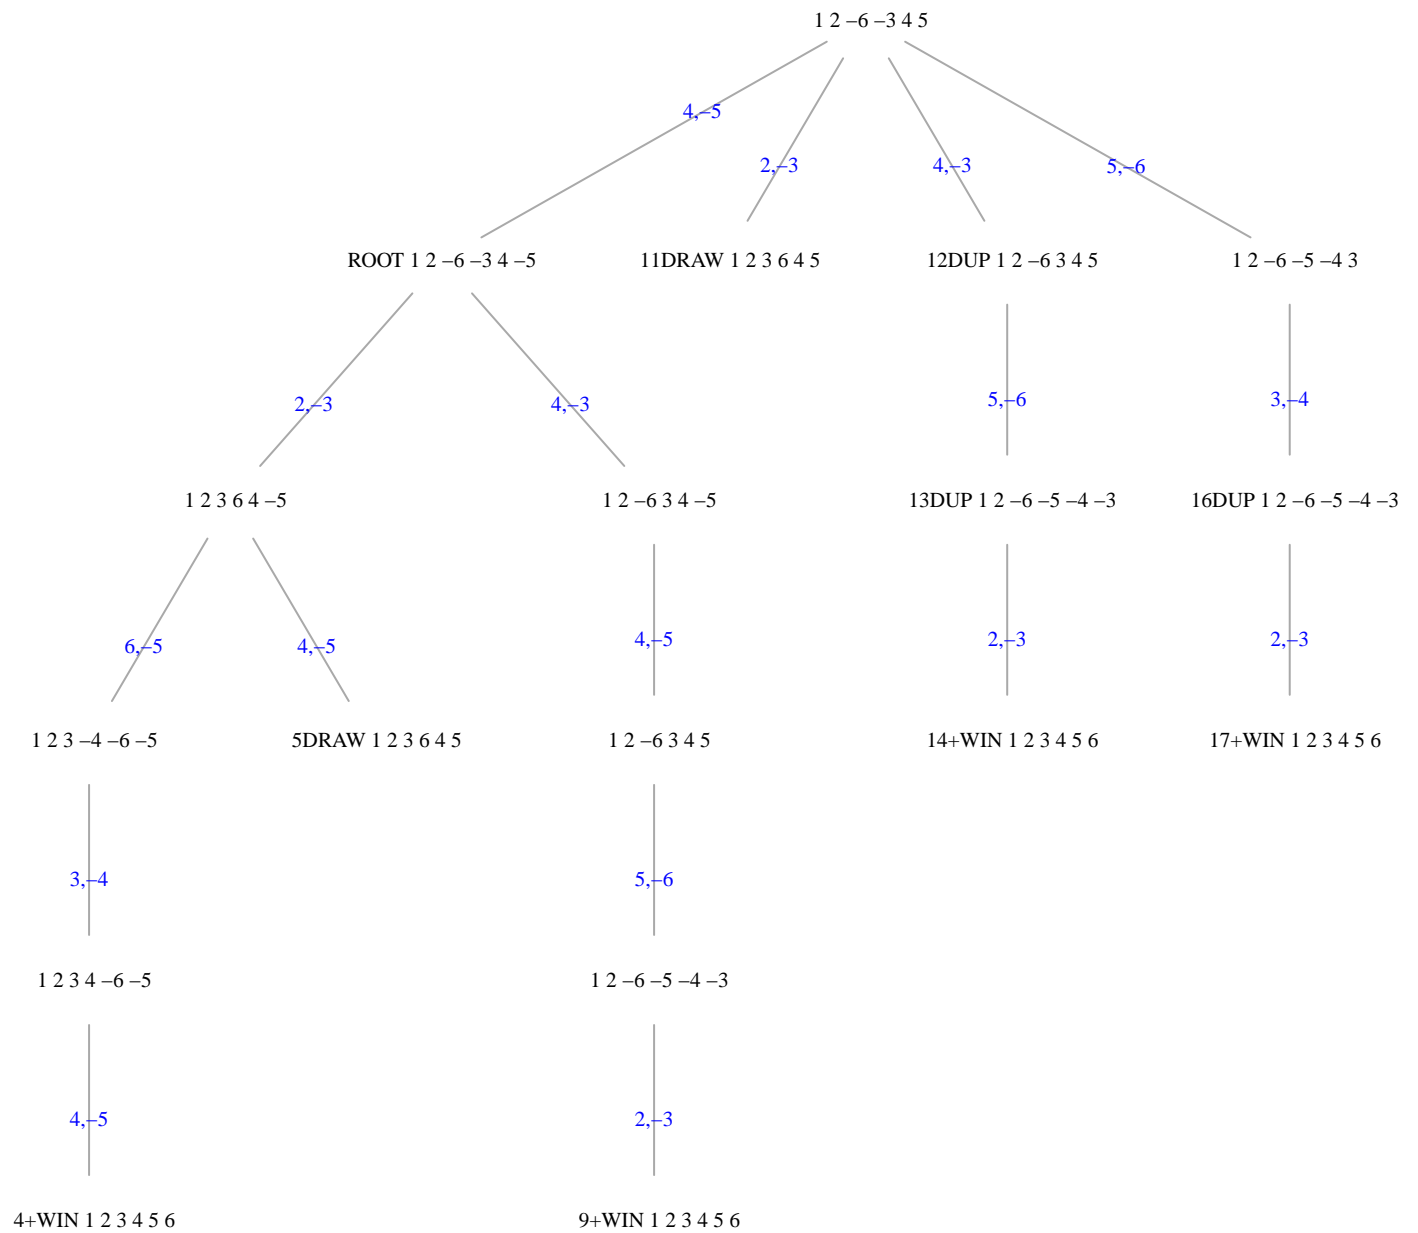 1 2 –6 –3 4 5
4,–5
2,–3
4,–3
5,–6
ROOT 1 2 –6 –3 4 –5
11DRAW 1 2 3 6 4 5
12DUP 1 2 –6 3 4 5
1 2 –6 –5 –4 3
2,–3
4,–3
5,–6
3,–4
1 2 3 6 4 –5
1 2 –6 3 4 –5
13DUP 1 2 –6 –5 –4 –3
16DUP 1 2 –6 –5 –4 –3
6,–5
4,–5
4,–5
2,–3
2,–3
1 2 3 –4 –6 –5
5DRAW 1 2 3 6 4 5
1 2 –6 3 4 5
14+WIN 1 2 3 4 5 6
17+WIN 1 2 3 4 5 6
3,–4
5,–6
1 2 3 4 –6 –5
1 2 –6 –5 –4 –3
4,–5
2,–3
4+WIN 1 2 3 4 5 6
9+WIN 1 2 3 4 5 6